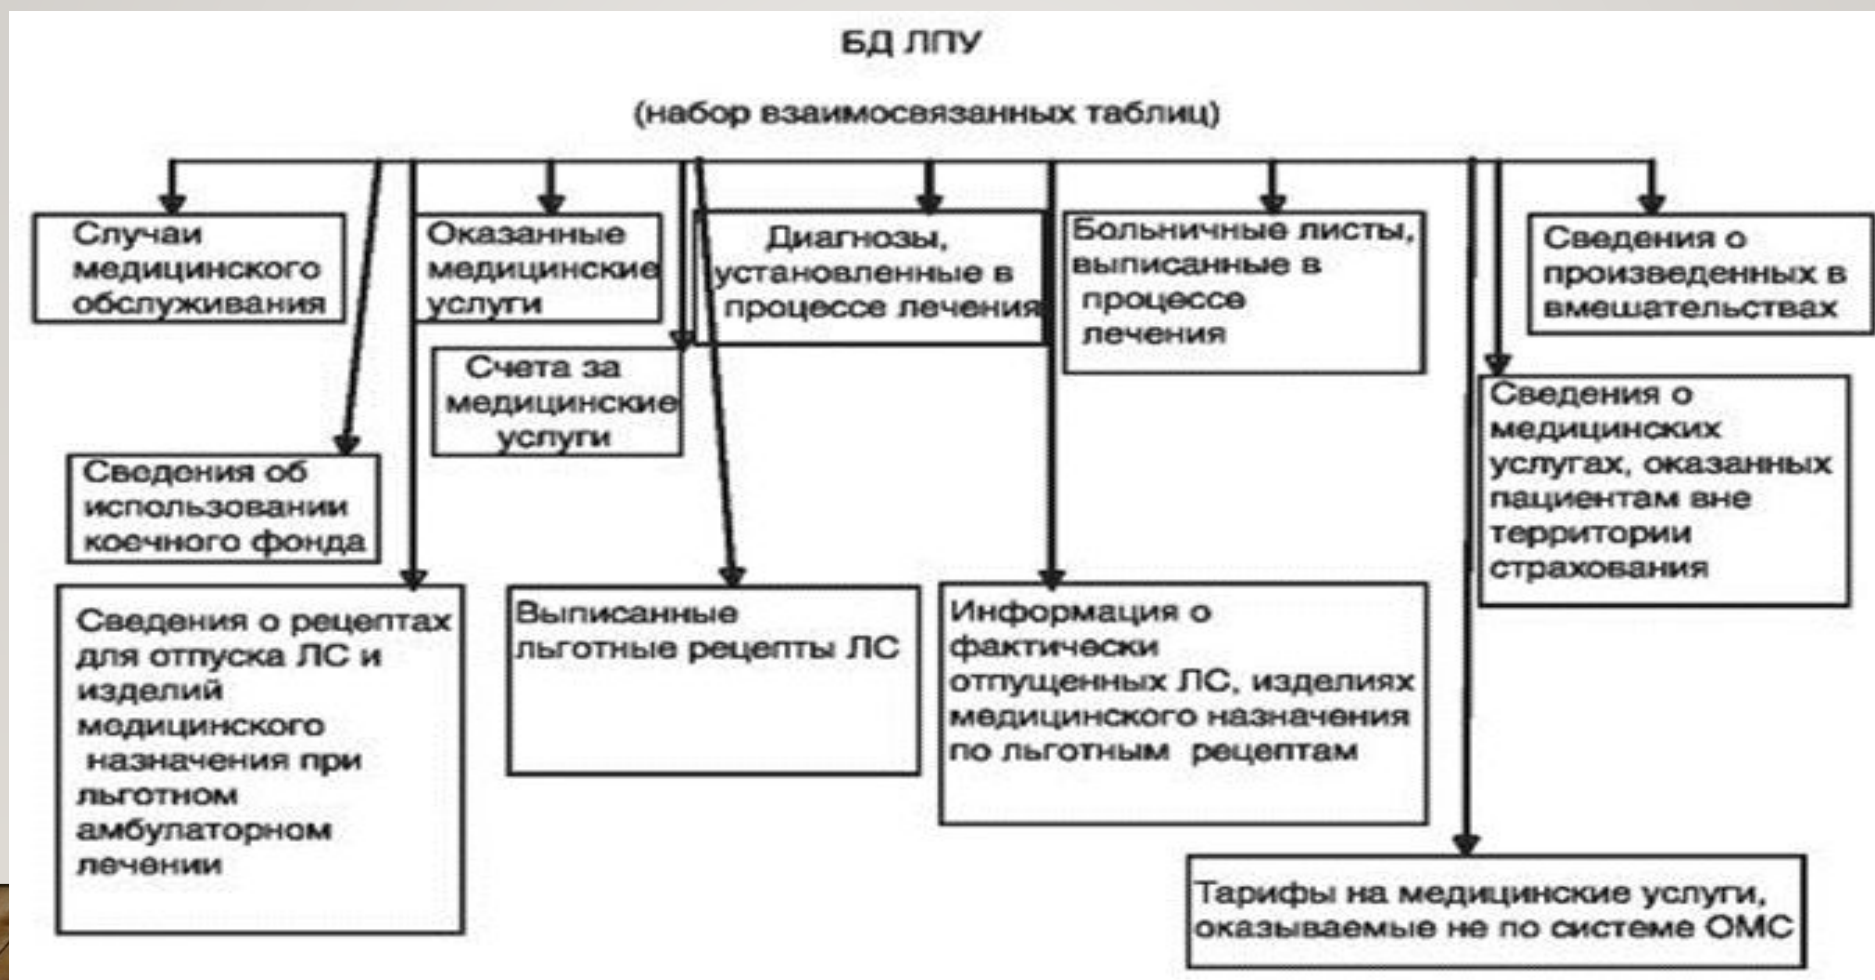 БД ЛПУ
(набор взаимосвязанных таблиц)
Случаи
медицинского
обслуживания
Оказанные
медицинские
услуги
Диагнозы,
установленные в
процессе лечения
Больничные листы,
выписанные в
процессе
лечения
Сведения о
произведенных в
вмешательствах
Счета за
медицинские
услуги
Сведения о
медицинских
услугах, оказанных
пациентам вне
территории
страхования
Сведения об
использовании
коечного фонда
Сведения о рецептах
для отпуска ЛС и
изделий
медицинского
назначения при
льготном
амбулаторном
лечении
Выписанные
льготные рецепты ЛС
Информация о
фактически
отпущенных ЛС, изделиях
медицинского назначения
по льготным рецептам
Тарифы на медицинские услуги,
оказываемые не по системе ОМС